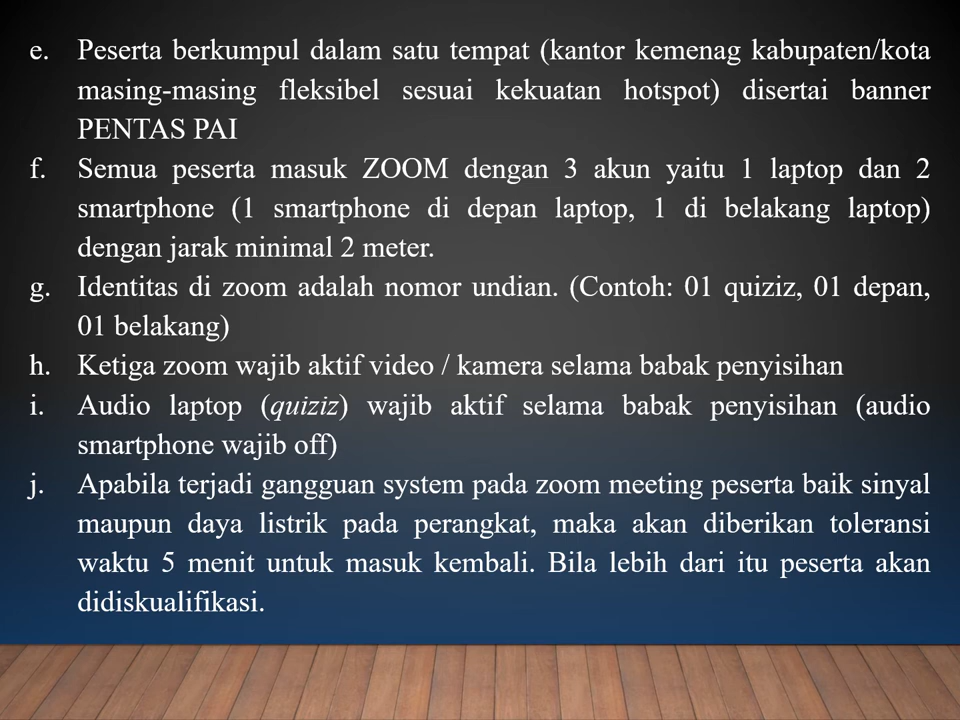 e. Peserta berkumpul dalam satu tempat (kantor kemenag kabupaten/kota
masing-masing fleksibel sesuai kekuatan hotspot) disertai banner
PENTAS PAI
f. Semua peserta masuk ZOOM dengan 3 akun yaitu 1 laptop dan 2
smartphone (1 smartphone di depan laptop, 1 di belakang laptop)
dengan jarak minimal 2 meter.
g. Identitas di zoom adalah nomor undian. (Contoh: 01 quiziz, 01 depan,
01 belakang)
h. Ketiga zoom wajib aktif video / kamera selama babak penyisihan
i. Audio laptop (quiziz) wajib aktif selama babak penyisihan (audio
smartphone wajib off)
j. Apabila terjadi gangguan system pada zoom meeting peserta baik sinyal
maupun daya listrik pada perangkat, maka akan diberikan toleransi
waktu 5 menit untuk masuk kembali. Bila lebih dari itu peserta akan
didiskualifikasi.